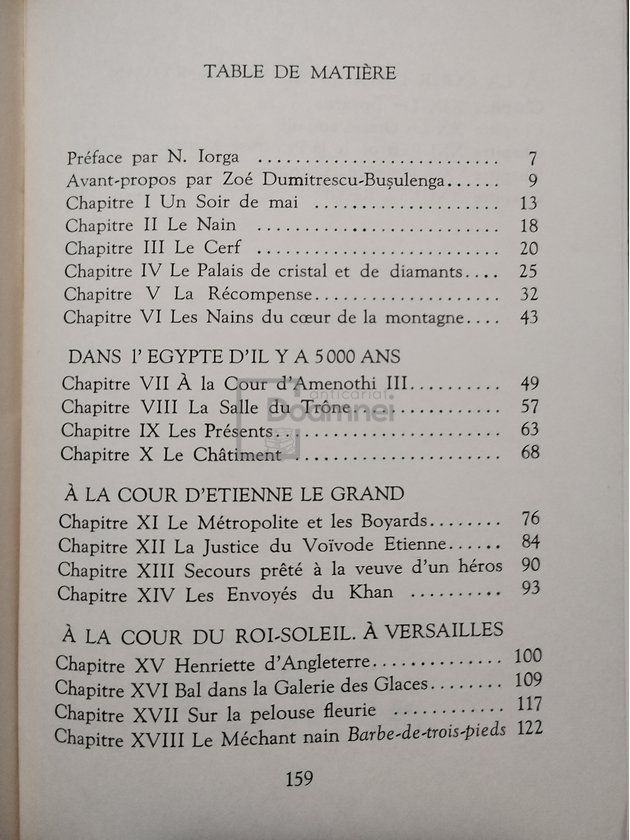 TABLE DE MATIÈRE
Préface par N. Iorga .......................... 7
Avant-propos par Zoé Dumitrescu-Bușulenga...... 9
Chapitre I Un Soir de mai .................... 13
Chapitre II Le Nain .......................... 18
Chapitre III Le Cerf .......................... 20
Chapitre IV Le Palais de cristal et de diamants.... 25
Chapitre V La Récompense.................... 32
Chapitre VI Les Nains du cœur de la montagne.... 43
DANS l'EGYPTE D'IL Y A 5000 ANS
Chapitre VII À la Cour d'Amenothi III.......... 49
Chapitre VIII La Salle du Trône................ 57
Chapitre IX Les Présents........................ 63
Chapitre X Le Châtiment ...................... 68
anticariat
Doamnei
À LA COUR D'ETIENNE LE GRAND
Chapitre XI Le Métropolite et les Boyards........ 76
Chapitre XII La Justice du Voïvode Etienne...... 84
Chapitre XIII Secours prêté à la veuve d'un héros 90
Chapitre XIV Les Envoyés du Khan .......... 93
À LA COUR DU ROI-SOLEIL. À VERSAILLES
Chapitre XV Henriette d'Angleterre.............. 100
Chapitre XVI Bal dans la Galerie des Glaces........ 109
Chapitre XVII Sur la pelouse fleurie ............ 117
Chapitre XVIII Le Méchant nain Barbe-de-trois-pieds 122
159